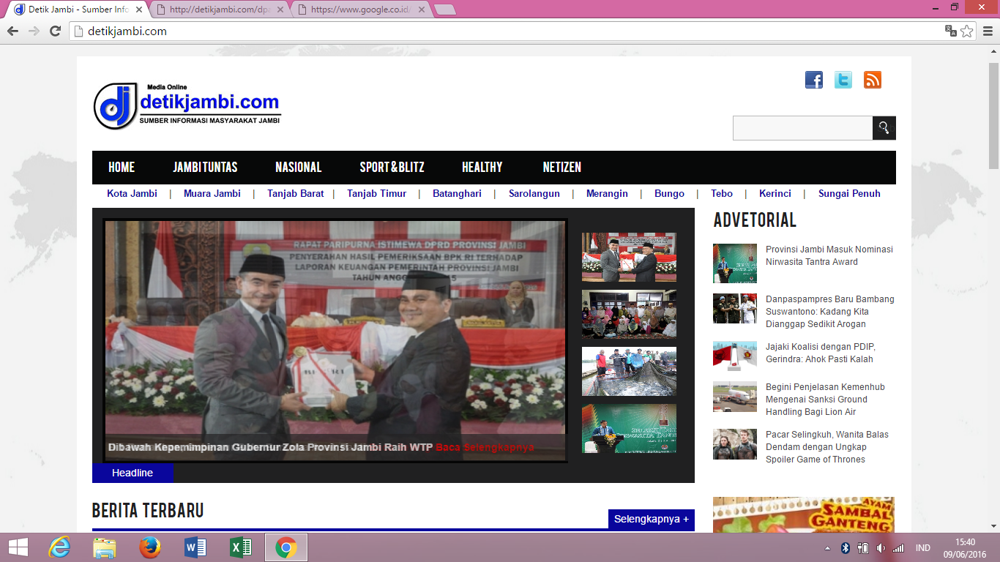 Detik Jambi - Sumber Info
http://detikjambi.com/dpa
https://www.google.co.id/
detikjambi.com
Media Online
dj
detikjambi.com
SUMBER INFORMASI MASYARAKAT JAMBI
f
t
HOME JAMBI TUNTAS NASIONAL SPORT & BLITZ HEALTHY NETIZEN
Kota Jambi | Muara Jambi | Tanjab Barat | Tanjab Timur | Batanghari | Sarolangun | Merangin | Bungo | Tebo | Kerinci | Sungai Penuh
RAPAT PARIPURNA ISTIMEWA DPRD PROVINSI JAMBI
PENYERAHAN HASIL PEMERIKSAAN BPK RI TERHADAP
LAPORAN KEUANGAN PEMERINTAH PROVINSI JAMBI
Dibawah Kepemimpinan Gubernur Zola Provinsi Jambi Raih WTP Baca Selengkapnya
Headline
ADVETORIAL
Provinsi Jambi Masuk Nominasi
Nirwasita Tantra Award
Danpaspampres Baru Bambang
Suswantono: Kadang Kita
Dianggap Sedikit Arogan
Jajaki Koalisi dengan PDIP,
Gerindra: Ahok Pasti Kalah
Begini Penjelasan Kemenhub
Mengenai Sanksi Ground
Handling Bagi Lion Air
Pacar Selingkuh, Wanita Balas
Dendam dengan Ungkap
Spoiler Game of Thrones
BERITA TERBARU
Selengkapnya +
AYAM
SAMBAL
GANTENG
IND
15:40
09/06/2016